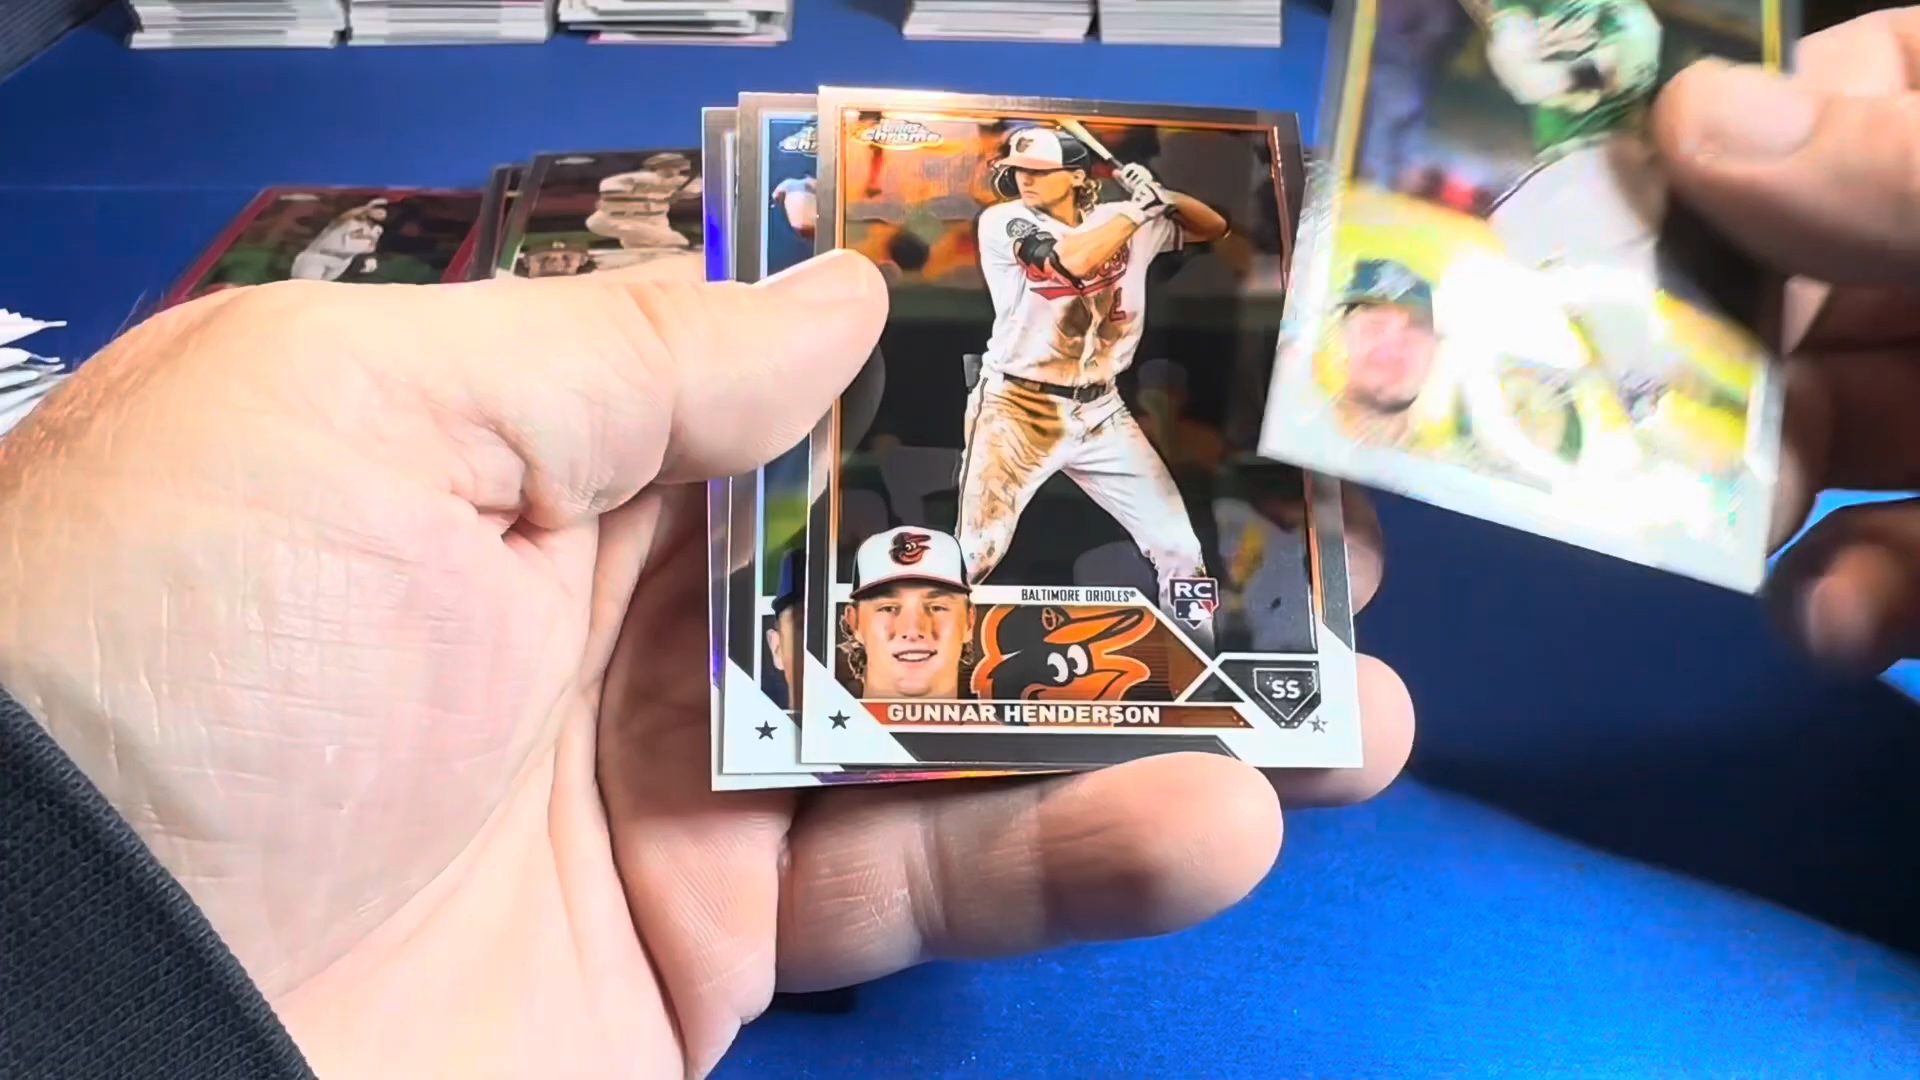 Topps
Chrome
BALTIMORE ORIOLES®
RC
SS
GUNNAR HENDERSON